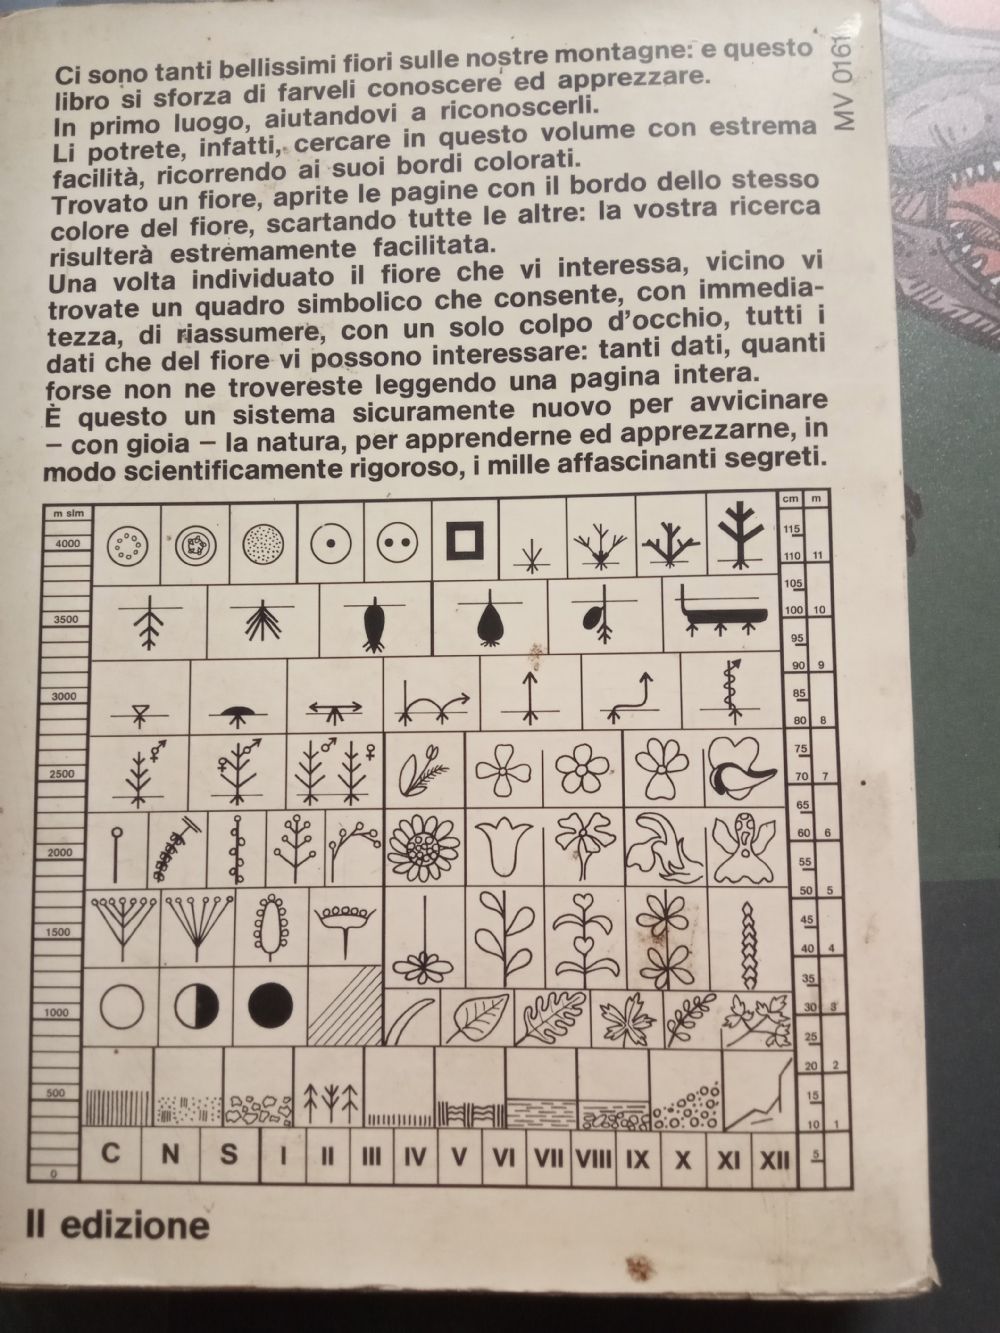 Ci sono tanti bellissimi fiori sulle nostre montagne: e questo
libro si sforza di farveli conoscere ed apprezzare.
In primo luogo, aiutandovi a riconoscerli.
Li potrete, infatti, cercare in questo volume con estrema
facilità, ricorrendo ai suoi bordi colorati.
Trovato un fiore, aprite le pagine con il bordo dello stesso
colore del fiore, scartando tutte le altre: la vostra ricerca
risulterà estremamente facilitata.
Una volta individuato il fiore che vi interessa, vicino vi
trovate un quadro simbolico che consente, con immedia-
tezza, di riassumere, con un solo colpo d'occhio, tutti i
dati che del fiore vi possono interessare: tanti dati, quanti
forse non ne trovereste leggendo una pagina intera.
È questo un sistema sicuramente nuovo per avvicinare
– con gioia – la natura, per apprenderne ed apprezzarne, in
modo scientificamente rigoroso, i mille affascinanti segreti.
MV 0161
m slm
4000
3500
3000
2500
2000
1500
1000
500
0
cm m
115
110 11
105
100 10
95
90 9
85
80 8
75
70 7
65
60 6
55
50 5
45
40 4
35
30 3
25
20 2
15
10 1
5
C N S I II III IV V VI VII VIII IX X XI XII
II edizione